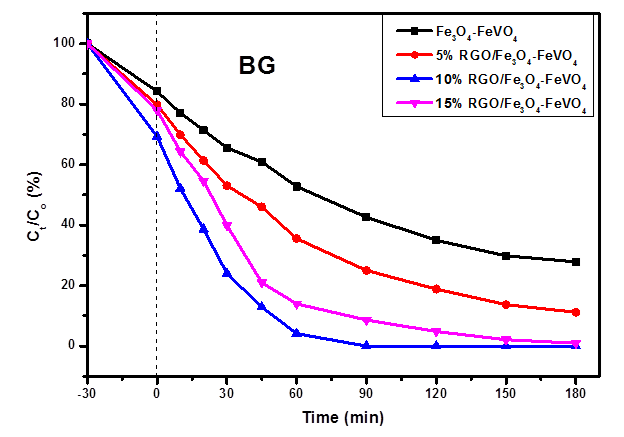 BG
Fe₃O₄-FeVO₄
5% RGO/Fe₃O₄-FeVO₄
10% RGO/Fe₃O₄-FeVO₄
15% RGO/Fe₃O₄-FeVO₄
Cₜ/Cₒ (%)
100
80
60
40
20
0
-30 0 30 60 90 120 150 180
Time (min)